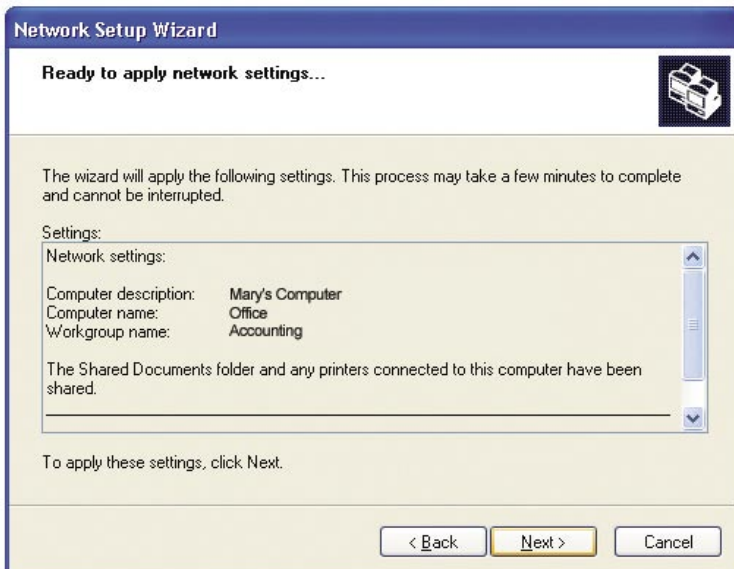 Network Setup Wizard
Ready to apply network settings...
The wizard will apply the following settings. This process may take a few minutes to complete
and cannot be interrupted.
Settings:
Network settings:
Computer description: Mary's Computer
Computer name: Office
Workgroup name: Accounting
The Shared Documents folder and any printers connected to this computer have been
shared.
To apply these settings, click Next.
< Back Next > Cancel